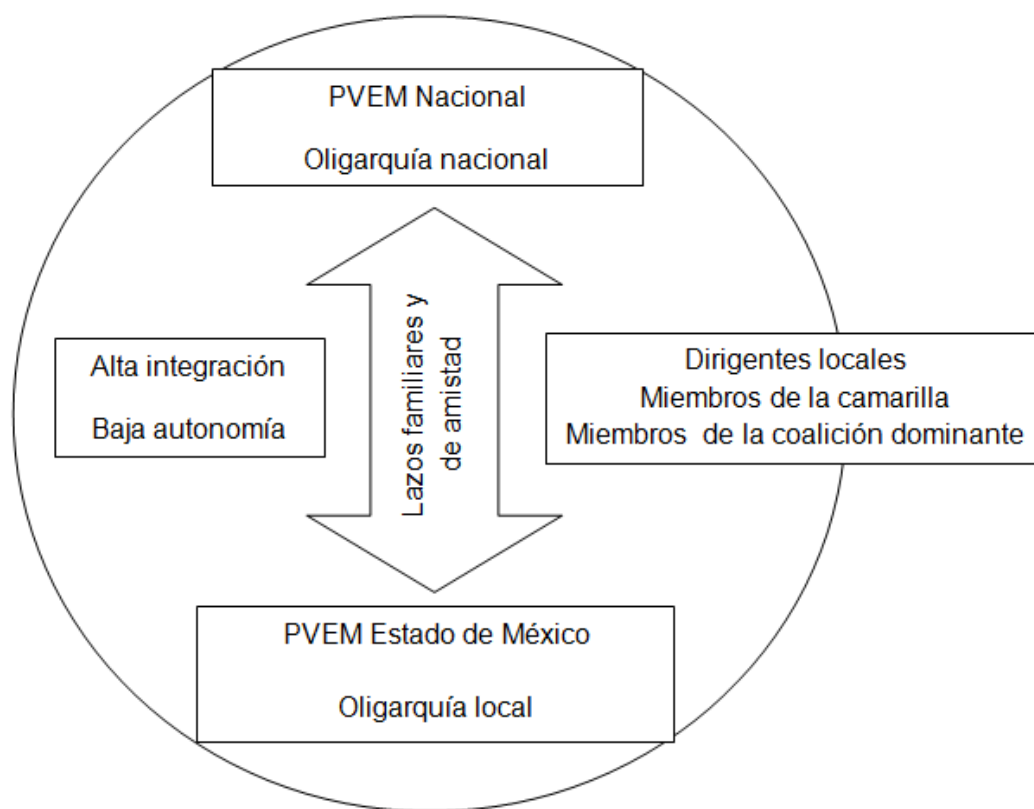 PVEM Nacional
Oligarquía nacional
Alta integración
Baja autonomía
Lazos familiares y
de amistad
Dirigentes locales
Miembros de la camarilla
Miembros de la coalición dominante
PVEM Estado de México
Oligarquía local